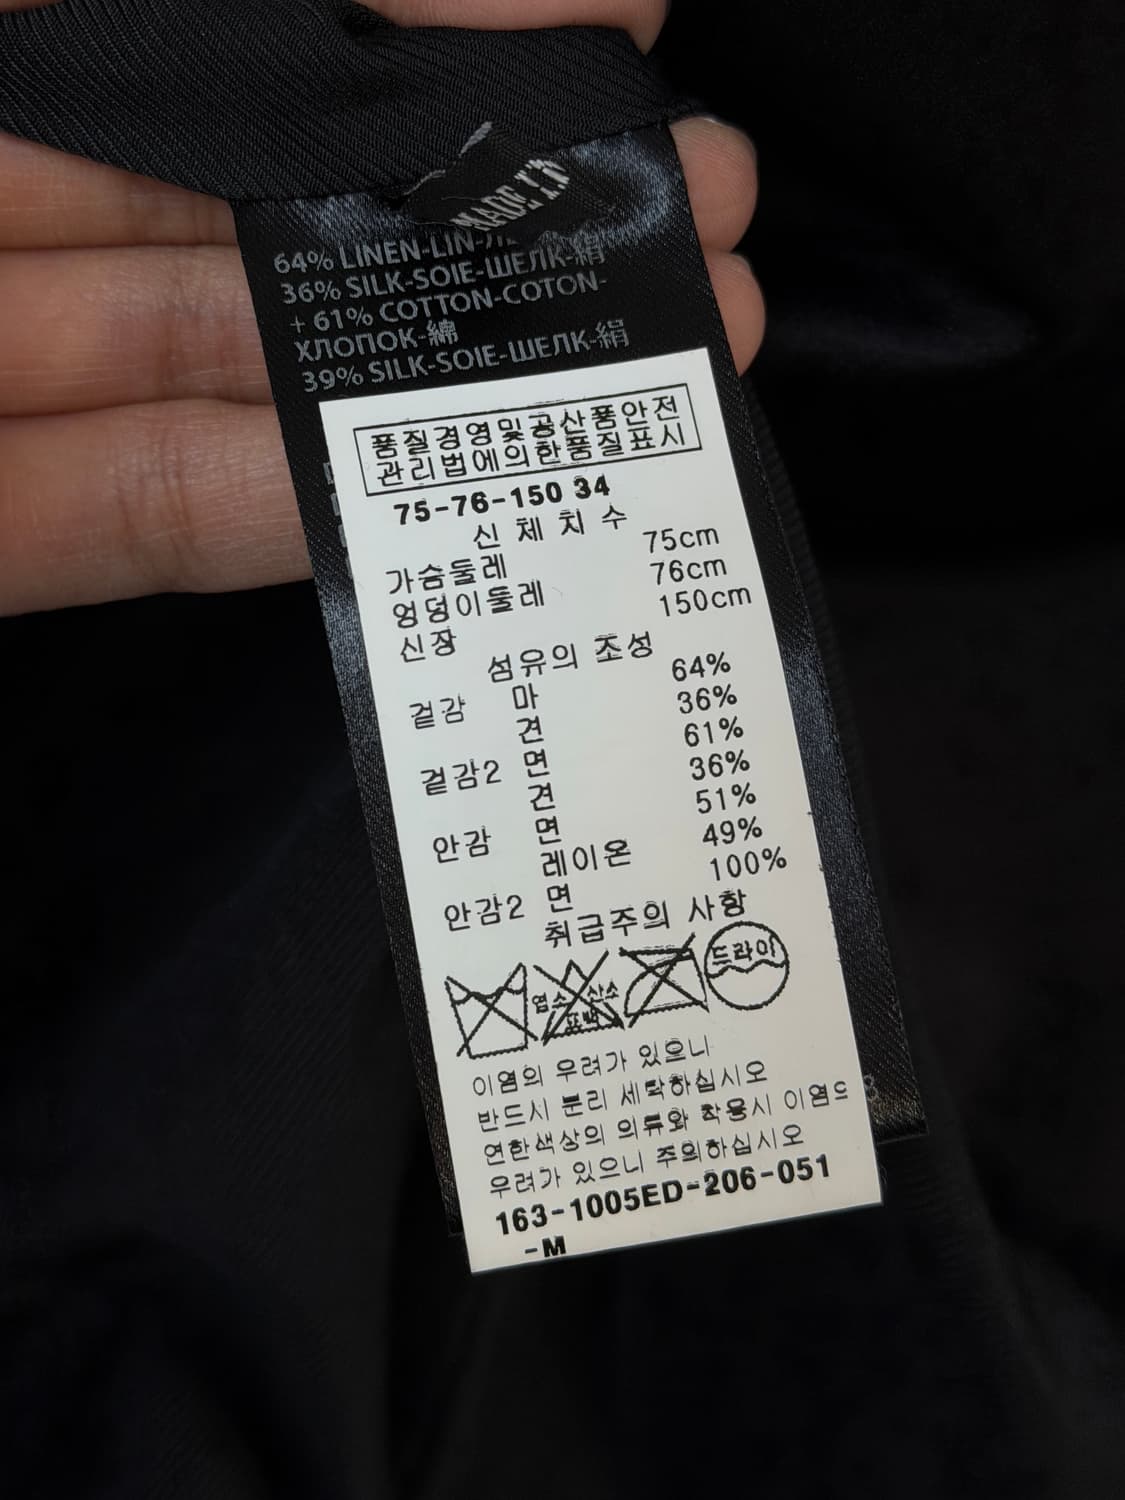 MADE IN
64% LINEN-LIN-
36% SILK-SOIE-ШЕЛК-絹
+ 61% COTTON-COTON-
ХЛОПОК-綿
39% SILK-SOIE-ШЕЛК-絹
품질경영및공산품안전
관리법에의한품질표시
75-76-150 34
신체치수
가슴둘레 75cm
엉덩이둘레 76cm
신장 150cm
섬유의 조성
겉감 마 64%
견 36%
겉감2 면 61%
견 36%
안감 면 51%
레이온 49%
안감2 면 100%
취급주의 사항
염소 산소 표백 드라이
이염의 우려가 있으니
반드시 분리 세탁하십시오
연한색상의 의류와 착용시 이염으
우려가 있으니 주의하십시오
163-1005ED-206-051
-M